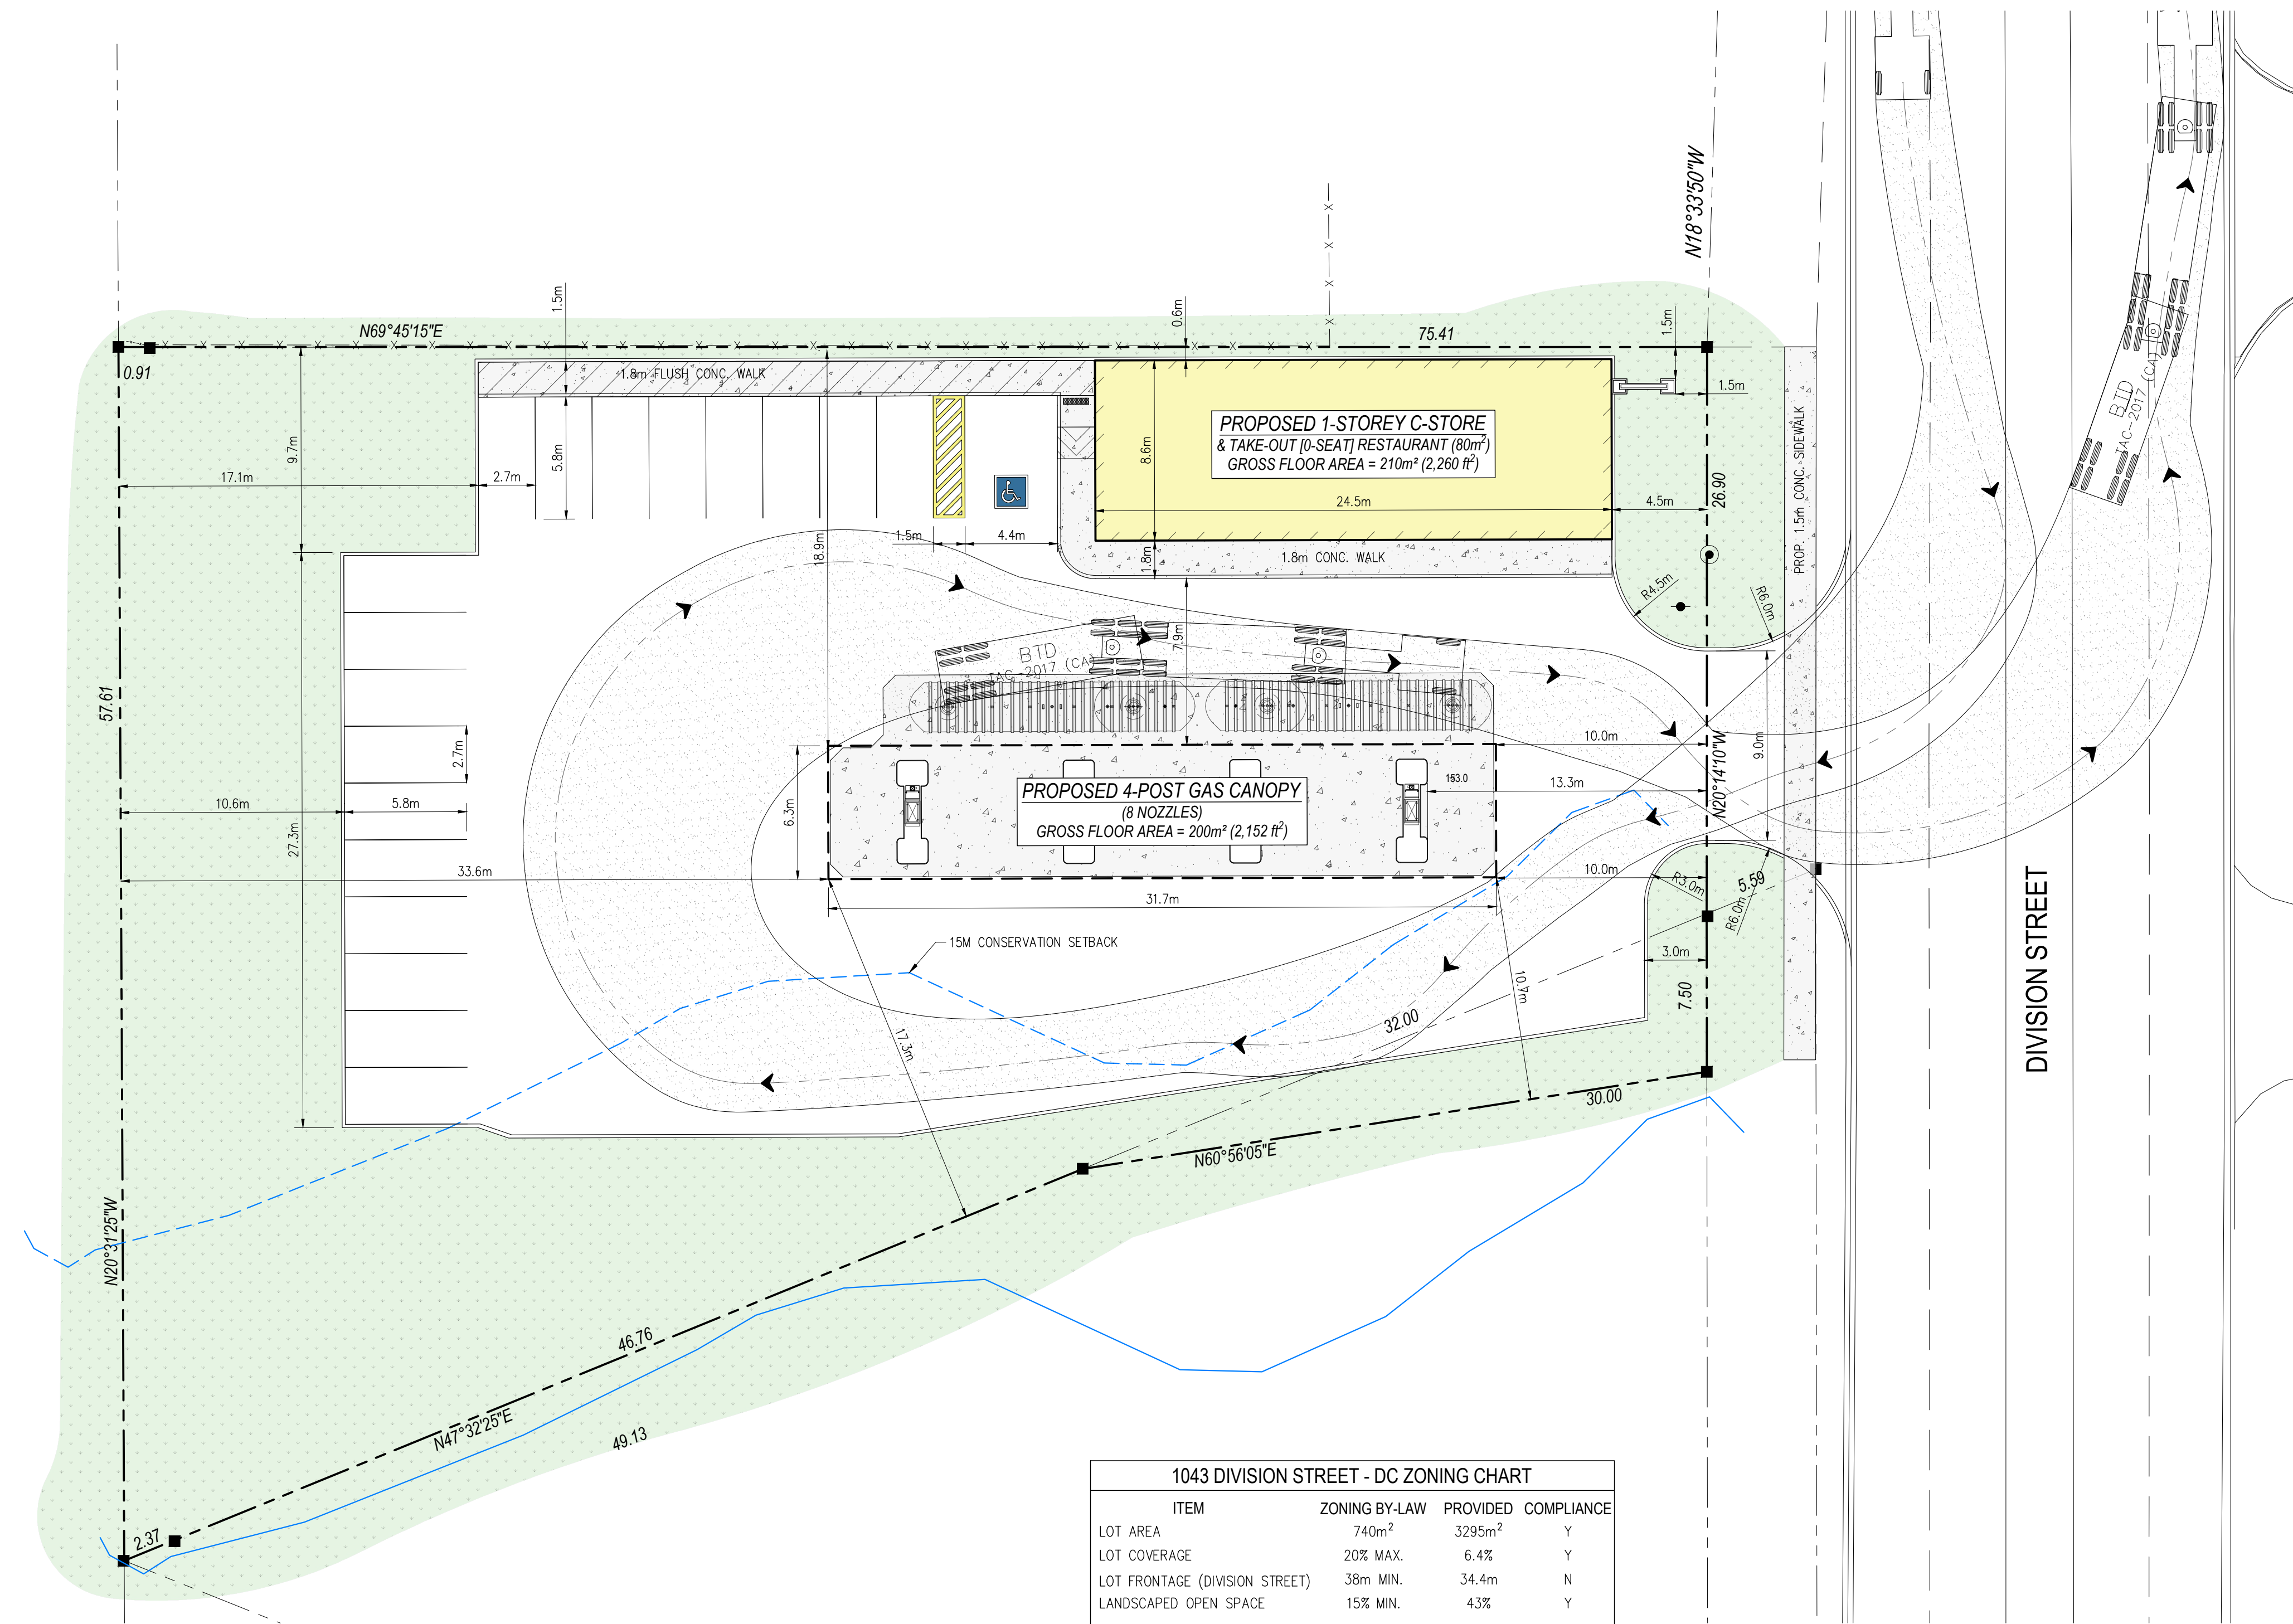 N18°33'50"W
1.5m
0.6m
1.5m
N69°45'15"E
75.41
0.91
1.8m FLUSH CONC. WALK
1.5m
9.7m
17.1m
2.7m
5.8m
8.6m
PROPOSED 1-STOREY C-STORE
& TAKE-OUT [0-SEAT] RESTAURANT (80m²)
GROSS FLOOR AREA = 210m² (2,260 ft²)
24.5m
4.5m
26.90
PROP. 1.5m CONC. SIDEWALK
BTD
TAC-2017 (CA)
18.9m
1.5m
4.4m
1.8m
1.8m CONC. WALK
R4.5m
R6.0m
7.9m
BTD
TAC-2017 (CA)
57.61
2.7m
10.6m
5.8m
27.3m
6.3m
PROPOSED 4-POST GAS CANOPY
(8 NOZZLES)
GROSS FLOOR AREA = 200m² (2,152 ft²)
153.0
10.0m
13.3m
N20°14'10"W
9.0m
33.6m
10.0m
31.7m
R3.0m
5.59
R6.0m
15M CONSERVATION SETBACK
3.0m
7.50
10.7m
17.3m
32.00
DIVISION STREET
30.00
N60°56'05"E
N20°31'25"W
46.76
N47°32'25"E
49.13
2.37
1043 DIVISION STREET - DC ZONING CHART
ITEM ZONING BY-LAW PROVIDED COMPLIANCE
LOT AREA 740m² 3295m² Y
LOT COVERAGE 20% MAX. 6.4% Y
LOT FRONTAGE (DIVISION STREET) 38m MIN. 34.4m N
LANDSCAPED OPEN SPACE 15% MIN. 43% Y